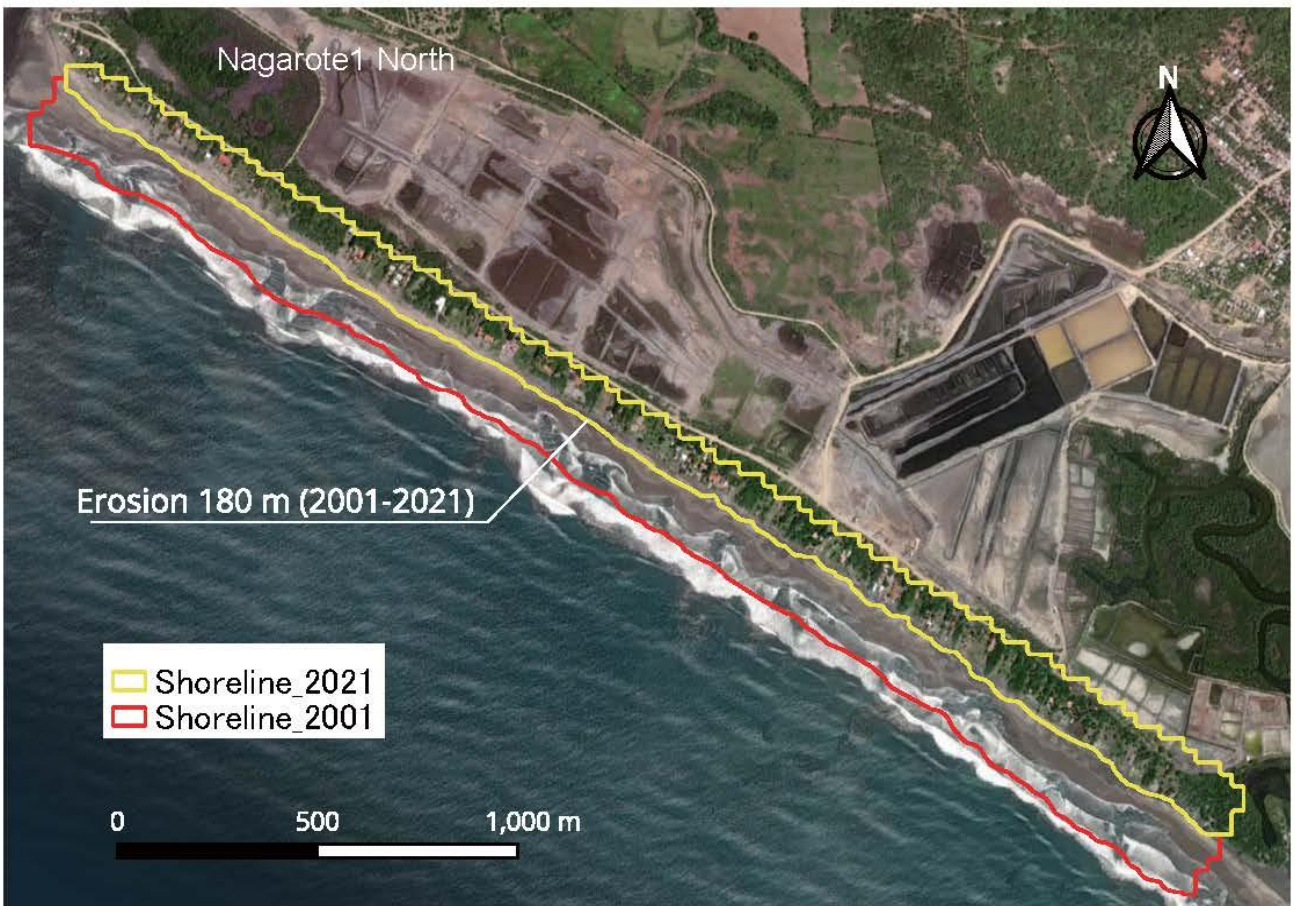 Nagarote1 North
N
Erosion 180 m (2001-2021)
Shoreline_2021
Shoreline_2001
0 500 1,000 m